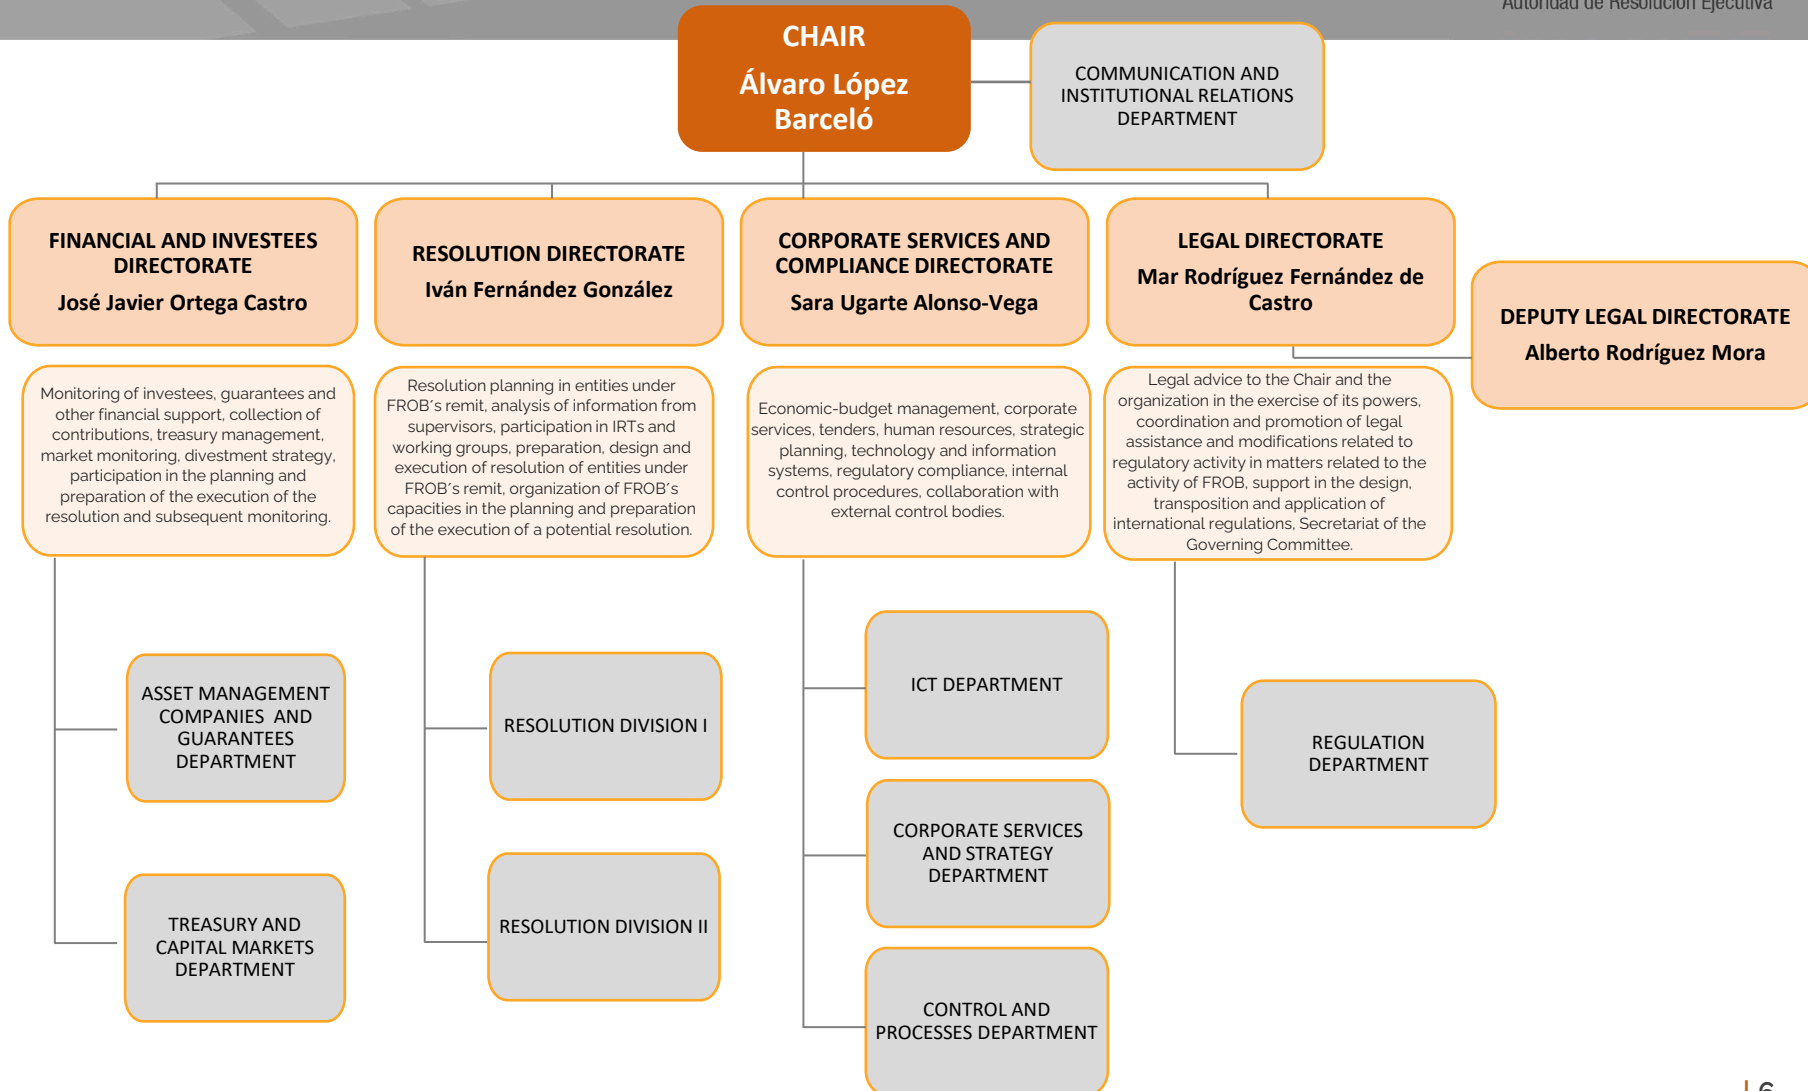 Autoridad de Resolución Ejecutiva
CHAIR
Álvaro López
Barceló
COMMUNICATION AND
INSTITUTIONAL RELATIONS
DEPARTMENT
FINANCIAL AND INVESTEES
DIRECTORATE
José Javier Ortega Castro
RESOLUTION DIRECTORATE
Iván Fernández González
CORPORATE SERVICES AND
COMPLIANCE DIRECTORATE
Sara Ugarte Alonso-Vega
LEGAL DIRECTORATE
Mar Rodríguez Fernández de
Castro
DEPUTY LEGAL DIRECTORATE
Alberto Rodríguez Mora
Monitoring of investees, guarantees and
other financial support, collection of
contributions, treasury management,
market monitoring, divestment strategy,
participation in the planning and
preparation of the execution of the
resolution and subsequent monitoring.
Resolution planning in entities under
FROB´s remit, analysis of information from
supervisors, participation in IRTs and
working groups, preparation, design and
execution of resolution of entities under
FROB´s remit, organization of FROB´s
capacities in the planning and preparation
of the execution of a potential resolution.
Economic-budget management, corporate
services, tenders, human resources, strategic
planning, technology and information
systems, regulatory compliance, internal
control procedures, collaboration with
external control bodies.
Legal advice to the Chair and the
organization in the exercise of its powers,
coordination and promotion of legal
assistance and modifications related to
regulatory activity in matters related to the
activity of FROB, support in the design,
transposition and application of
international regulations, Secretariat of the
Governing Committee.
ASSET MANAGEMENT
COMPANIES AND
GUARANTEES
DEPARTMENT
TREASURY AND
CAPITAL MARKETS
DEPARTMENT
RESOLUTION DIVISION I
RESOLUTION DIVISION II
ICT DEPARTMENT
CORPORATE SERVICES
AND STRATEGY
DEPARTMENT
CONTROL AND
PROCESSES DEPARTMENT
REGULATION
DEPARTMENT
| 6